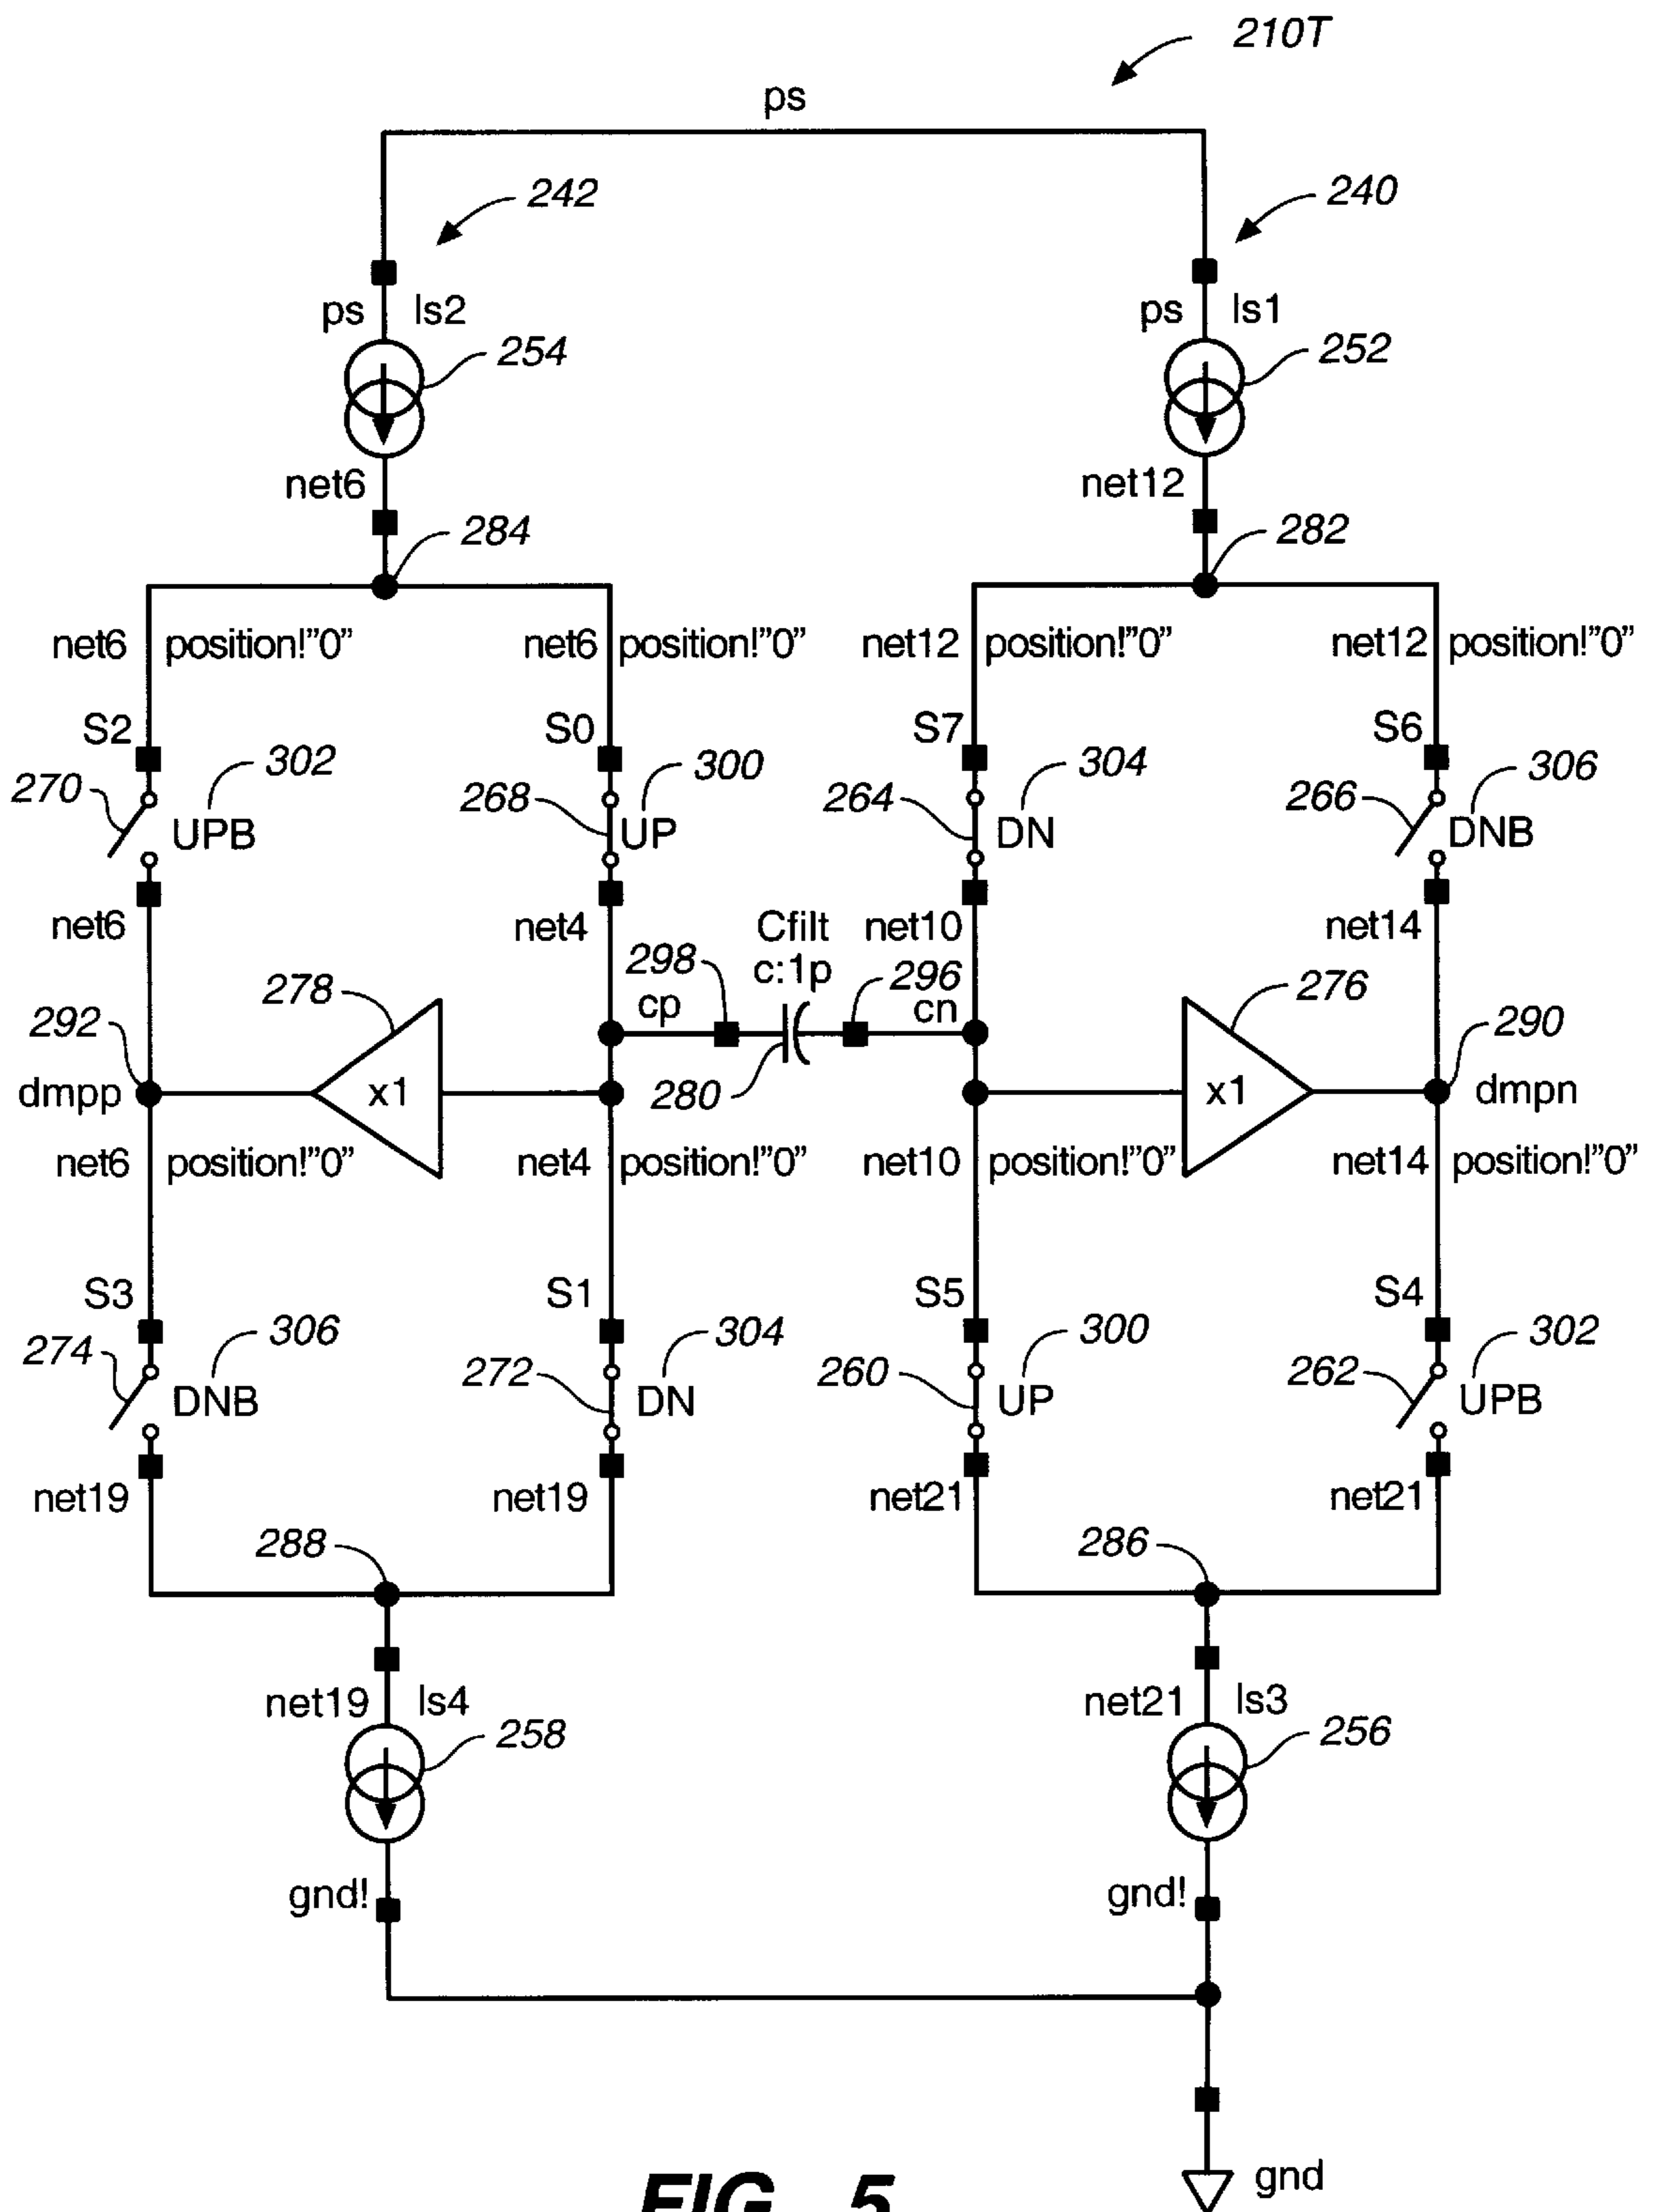 210T
ps
242
240
ps Is2
ps Is1
254
252
net6
net12
284
282
net6 position!"0"
net6 position!"0"
net12 position!"0"
net12 position!"0"
S2
S0
S7
S6
302
300
304
306
270
268
264
266
UPB
UP
DN
DNB
net6
net4
Cfilt
c:1p
net10
net14
298
296
278
276
cp
cn
292
290
280
dmpp
x1
x1
dmpn
net6 position!"0"
net4 position!"0"
net10 position!"0"
net14 position!"0"
S3
S1
S5
S4
306
304
300
302
274
272
260
262
DNB
DN
UP
UPB
net19
net19
net21
net21
288
286
net19 Is4
net21 Is3
258
256
gnd!
gnd!
gnd
FIG. 5